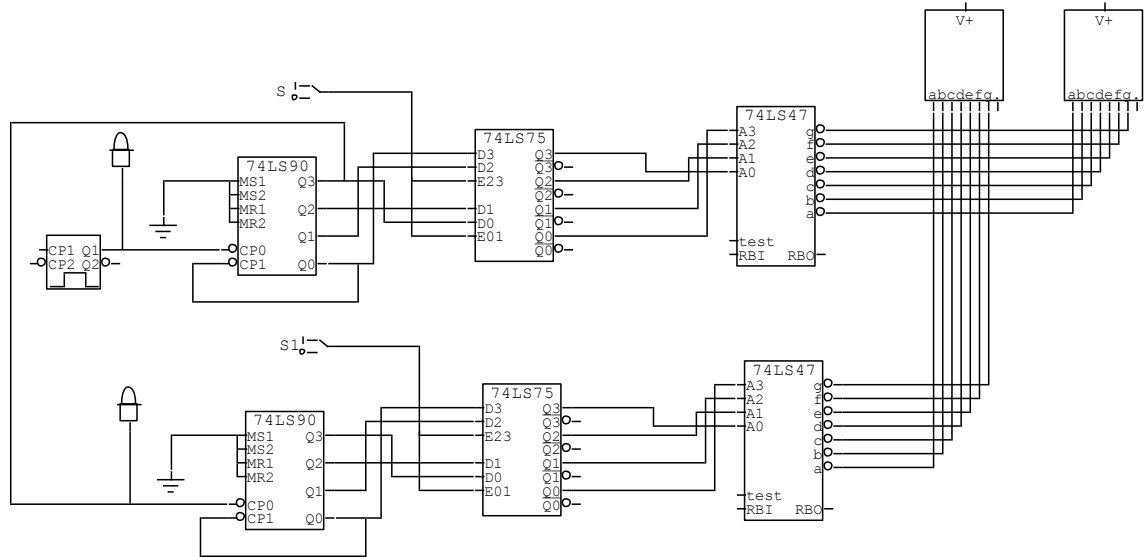 V+
abcdefg.
V+
abcdefg.
S
74LS90
MS1
MS2
MR1
MR2
CP0
CP1
Q3
Q2
Q1
Q0
CP1 Q1
CP2 Q2
74LS75
D3
D2
E23
D1
D0
E01
Q3
Q3
Q2
Q2
Q1
Q1
Q0
Q0
74LS47
A3
A2
A1
A0
test
RBI
g
f
e
d
c
b
a
RBO
S1
74LS90
MS1
MS2
MR1
MR2
CP0
CP1
Q3
Q2
Q1
Q0
74LS75
D3
D2
E23
D1
D0
E01
Q3
Q3
Q2
Q2
Q1
Q1
Q0
Q0
74LS47
A3
A2
A1
A0
test
RBI
g
f
e
d
c
b
a
RBO